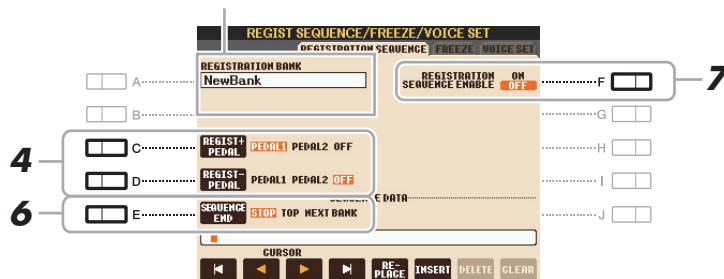 REGIST SEQUENCE/FREEZE/VOICE SET
REGISTRATION SEQUENCE FREEZE VOICE SET
REGISTRATION BANK
NewBank
REGISTRATION SEQUENCE ENABLE ON OFF
7
A
F
B
G
4
C
REGIST+ PEDAL PEDAL1 PEDAL2 OFF
H
D
REGIST- PEDAL PEDAL1 PEDAL2 OFF
I
E DATA
6
E
SEQUENCE END STOP TOP NEXT BANK
J
CURSOR
RE-PLACE INSERT DELETE CLEAR